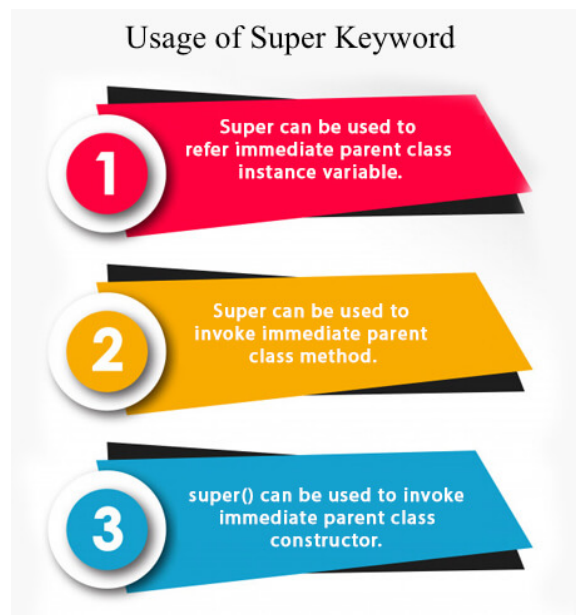 Usage of Super Keyword
1
Super can be used to
refer immediate parent class
instance variable.
2
Super can be used to
invoke immediate parent
class method.
3
super() can be used to invoke
immediate parent class
constructor.